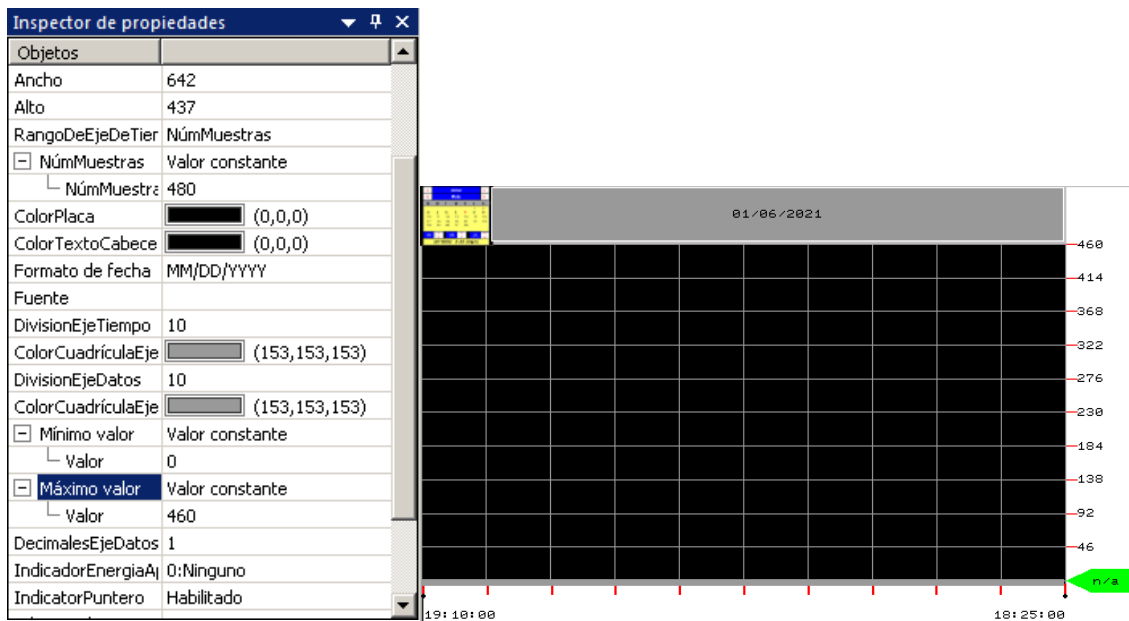 Inspector de propiedades
Objetos
Ancho 642
Alto 437
RangoDeEjeDeTier NúmMuestras
NúmMuestras Valor constante
NúmMuestra 480
ColorPlaca (0,0,0)
ColorTextoCabece (0,0,0)
Formato de fecha MM/DD/YYYY
Fuente
DivisionEjeTiempo 10
ColorCuadrículaEje (153,153,153)
DivisionEjeDatos 10
ColorCuadrículaEje (153,153,153)
Mínimo valor Valor constante
Valor 0
Máximo valor Valor constante
Valor 460
DecimalesEjeDatos 1
IndicadorEnergiaA 0:Ninguno
IndicatorPuntero Habilitado
01/06/2021
460
414
368
322
276
230
184
138
92
46
n/a
19:10:00 18:25:00